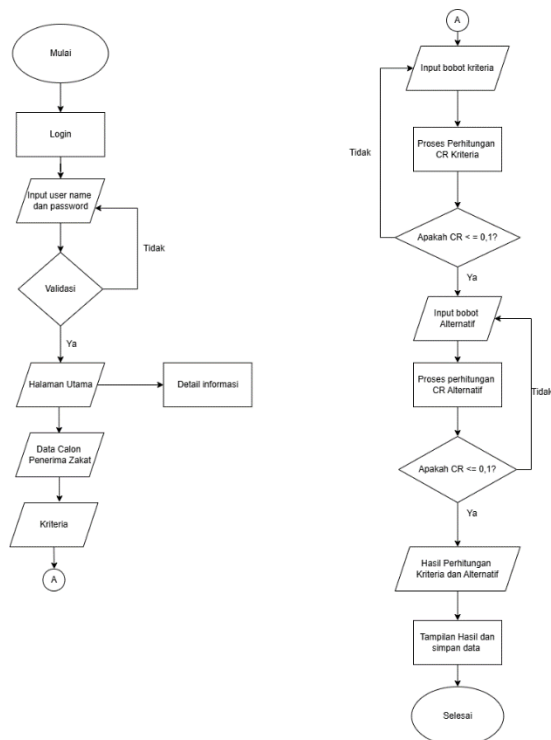 Mulai
Login
Input user name
dan password
Tidak
Validasi
Ya
Halaman Utama
Detail informasi
Data Calon
Penerima Zakat
Kriteria
A
A
Input bobot kriteria
Tidak
Proses Perhitungan
CR Kriteria
Apakah CR < = 0,1?
Ya
Input bobot
Alternatif
Proses perhitungan
CR Alternatif
Tidak
Apakah CR <= 0,1?
Ya
Hasil Perhitungan
Kriteria dan Alternatif
Tampilan Hasil dan
simpan data
Selesai